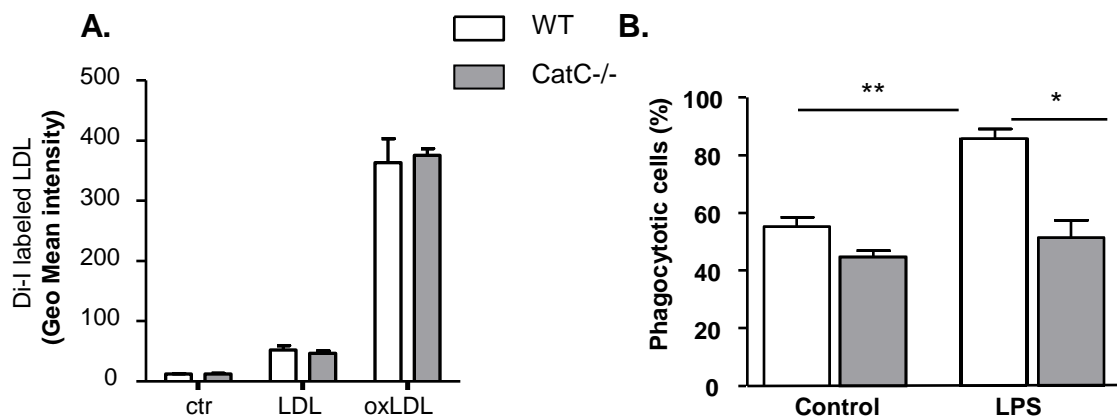 A.
WT
CatC-/-
B.
Di-I labeled LDL
(Geo Mean intensity)
500
400
300
200
100
0
ctr
LDL
oxLDL
Phagocytotic cells (%)
100
80
60
40
20
0
**
*
Control
LPS